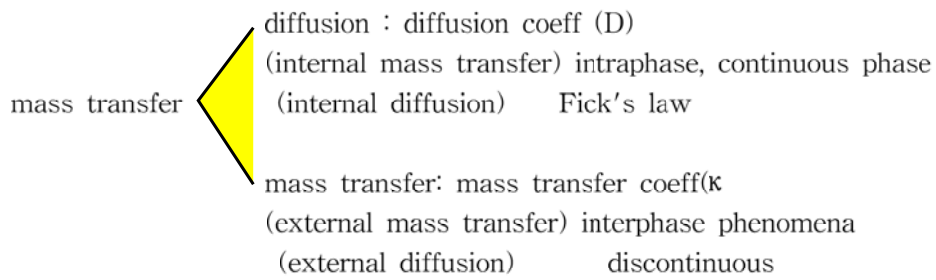 diffusion : diffusion coeff (D)
(internal mass transfer) intraphase, continuous phase
mass transfer (internal diffusion) Fick's law
mass transfer: mass transfer coeff(κ
(external mass transfer) interphase phenomena
(external diffusion) discontinuous